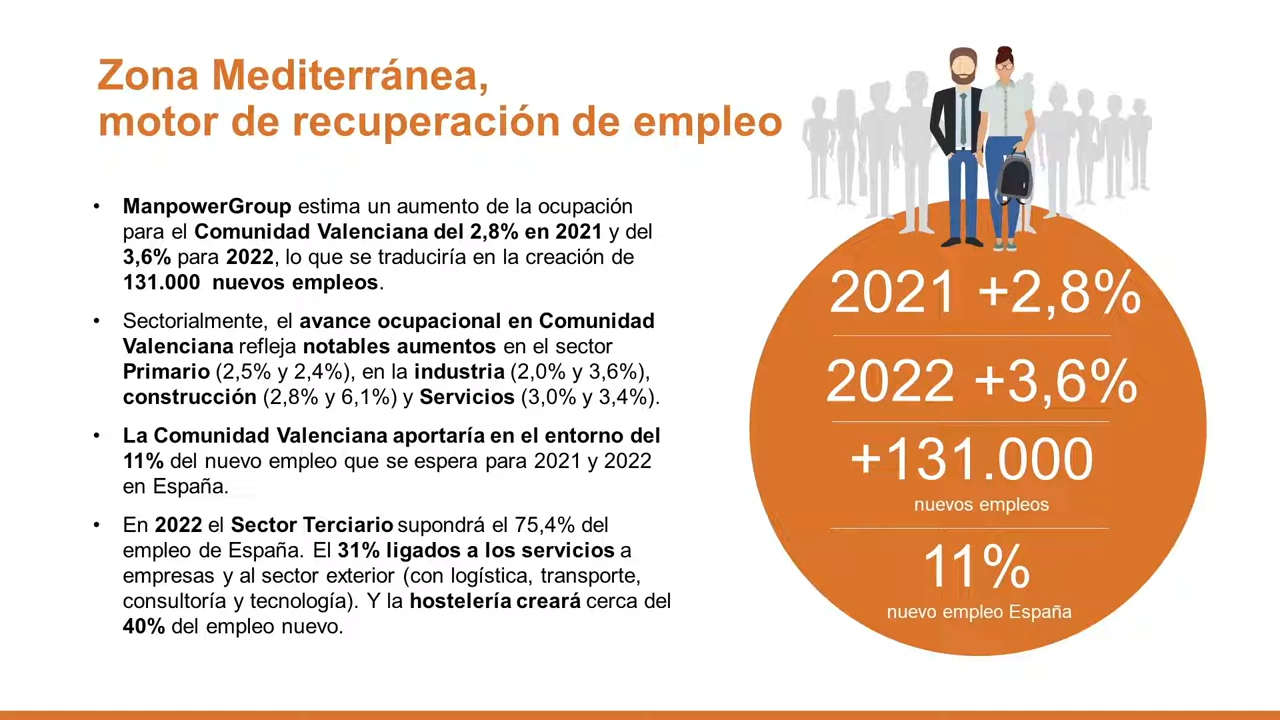 Zona Mediterránea,
motor de recuperación de empleo
• ManpowerGroup estima un aumento de la ocupación
para el Comunidad Valenciana del 2,8% en 2021 y del
3,6% para 2022, lo que se traduciría en la creación de
131.000 nuevos empleos.
• Sectorialmente, el avance ocupacional en Comunidad
Valenciana refleja notables aumentos en el sector
Primario (2,5% y 2,4%), en la industria (2,0% y 3,6%),
construcción (2,8% y 6,1%) y Servicios (3,0% y 3,4%).
• La Comunidad Valenciana aportaría en el entorno del
11% del nuevo empleo que se espera para 2021 y 2022
en España.
• En 2022 el Sector Terciario supondrá el 75,4% del
empleo de España. El 31% ligados a los servicios a
empresas y al sector exterior (con logística, transporte,
consultoría y tecnología). Y la hostelería creará cerca del
40% del empleo nuevo.
2021 +2,8%
2022 +3,6%
+131.000
nuevos empleos
11%
nuevo empleo España